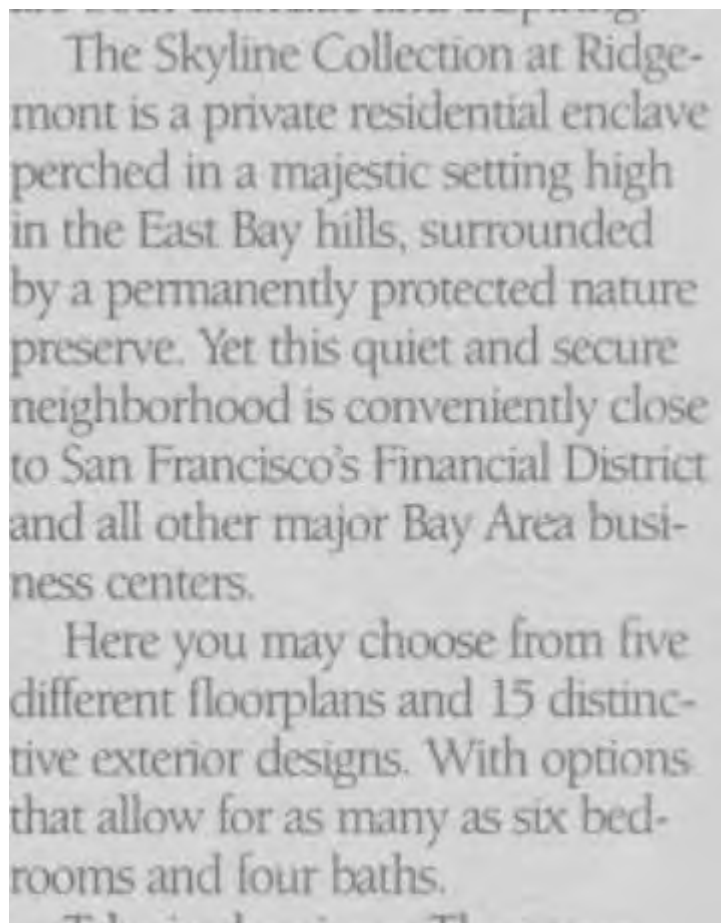 The Skyline Collection at Ridge-
mont is a private residential enclave
perched in a majestic setting high
in the East Bay hills, surrounded
by a permanently protected nature
preserve. Yet this quiet and secure
neighborhood is conveniently close
to San Francisco's Financial District
and all other major Bay Area busi-
ness centers.
Here you may choose from five
different floorplans and 15 distinc-
tive exterior designs. With options
that allow for as many as six bed-
rooms and four baths.